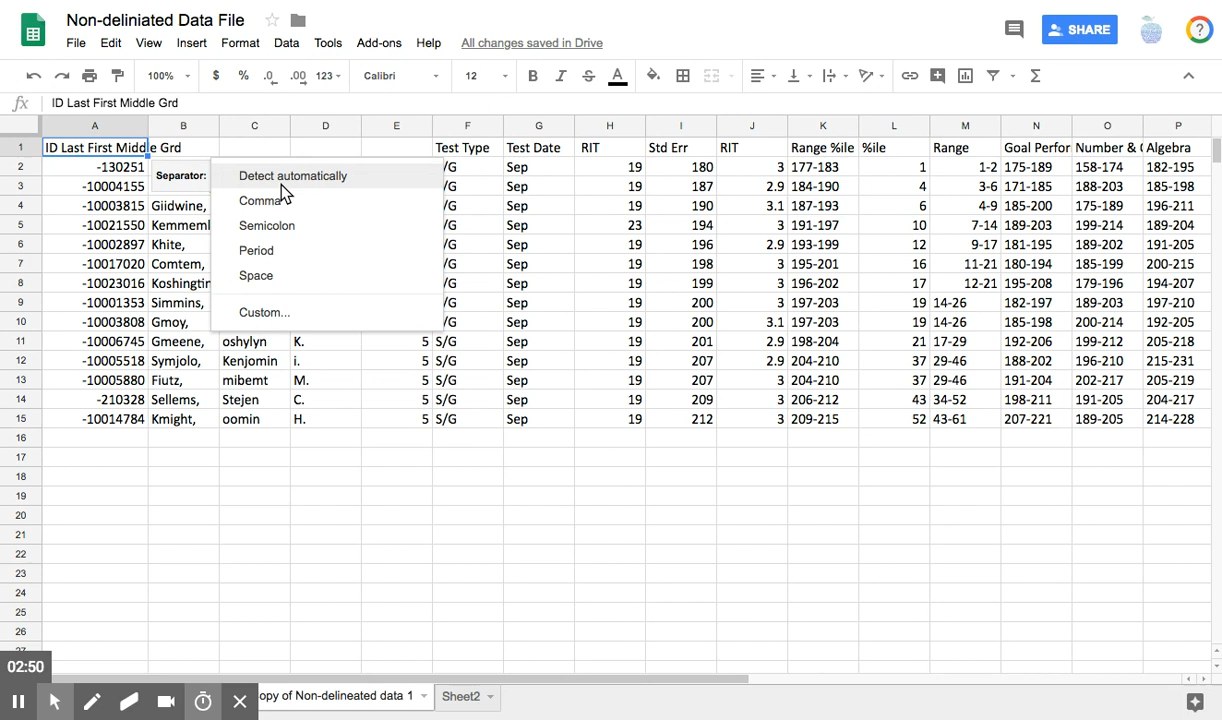 Non-deliniated Data File
SHARE
File Edit View Insert Format Data Tools Add-ons Help All changes saved in Drive
100% $ % .0 .00 123 Calibri 12 B I S A
fx ID Last First Middle Grd
A B C D E F G H I J K L M N O P
1 ID Last First Middle Grd Test Type Test Date RIT Std Err RIT Range %ile %ile Range Goal Perfor Number & Algebra
2 -130251 /G Sep 19 180 3 177-183 1 1-2 175-189 158-174 182-195
3 -10004155 /G Sep 19 187 2.9 184-190 4 3-6 171-185 188-203 185-198
4 -10003815 Giidwine, /G Sep 19 190 3.1 187-193 6 4-9 185-200 175-189 196-211
5 -10021550 /G Sep 23 194 3 191-197 10 7-14 189-203 199-214 189-204
6 -10002897 Khite, /G Sep 19 196 2.9 193-199 12 9-17 181-195 189-202 191-205
7 -10017020 Comtem, /G Sep 19 198 3 195-201 16 11-21 180-194 185-199 200-215
8 -10023016 /G Sep 19 199 3 196-202 17 12-21 195-208 179-196 194-207
9 -10001353 Simmins, /G Sep 19 200 3 197-203 19 14-26 182-197 189-203 197-210
10 -10003808 Gmoy, /G Sep 19 200 3.1 197-203 19 14-26 185-198 200-214 192-205
11 -10006745 Gmeene, oshylyn K. 5 S/G Sep 19 201 2.9 198-204 21 17-29 192-206 199-212 205-218
12 -10005518 Symjolo, Kenjomin i. 5 S/G Sep 19 207 2.9 204-210 37 29-46 188-202 196-210 215-231
13 -10005880 Fiutz, mibemt M. 5 S/G Sep 19 207 3 204-210 37 29-46 191-204 202-217 205-219
14 -210328 Sellems, Stejen C. 5 S/G Sep 19 209 3 206-212 43 34-52 198-211 191-205 204-217
15 -10014784 Kmight, oomin H. 5 S/G Sep 19 212 3 209-215 52 43-61 207-221 189-205 214-228
16
17
18
19
20
21
22
23
24
25
26
Separator:
Detect automatically
Comma
Semicolon
Period
Space
Custom...
02:50
opy of Non-delineated data 1 Sheet2